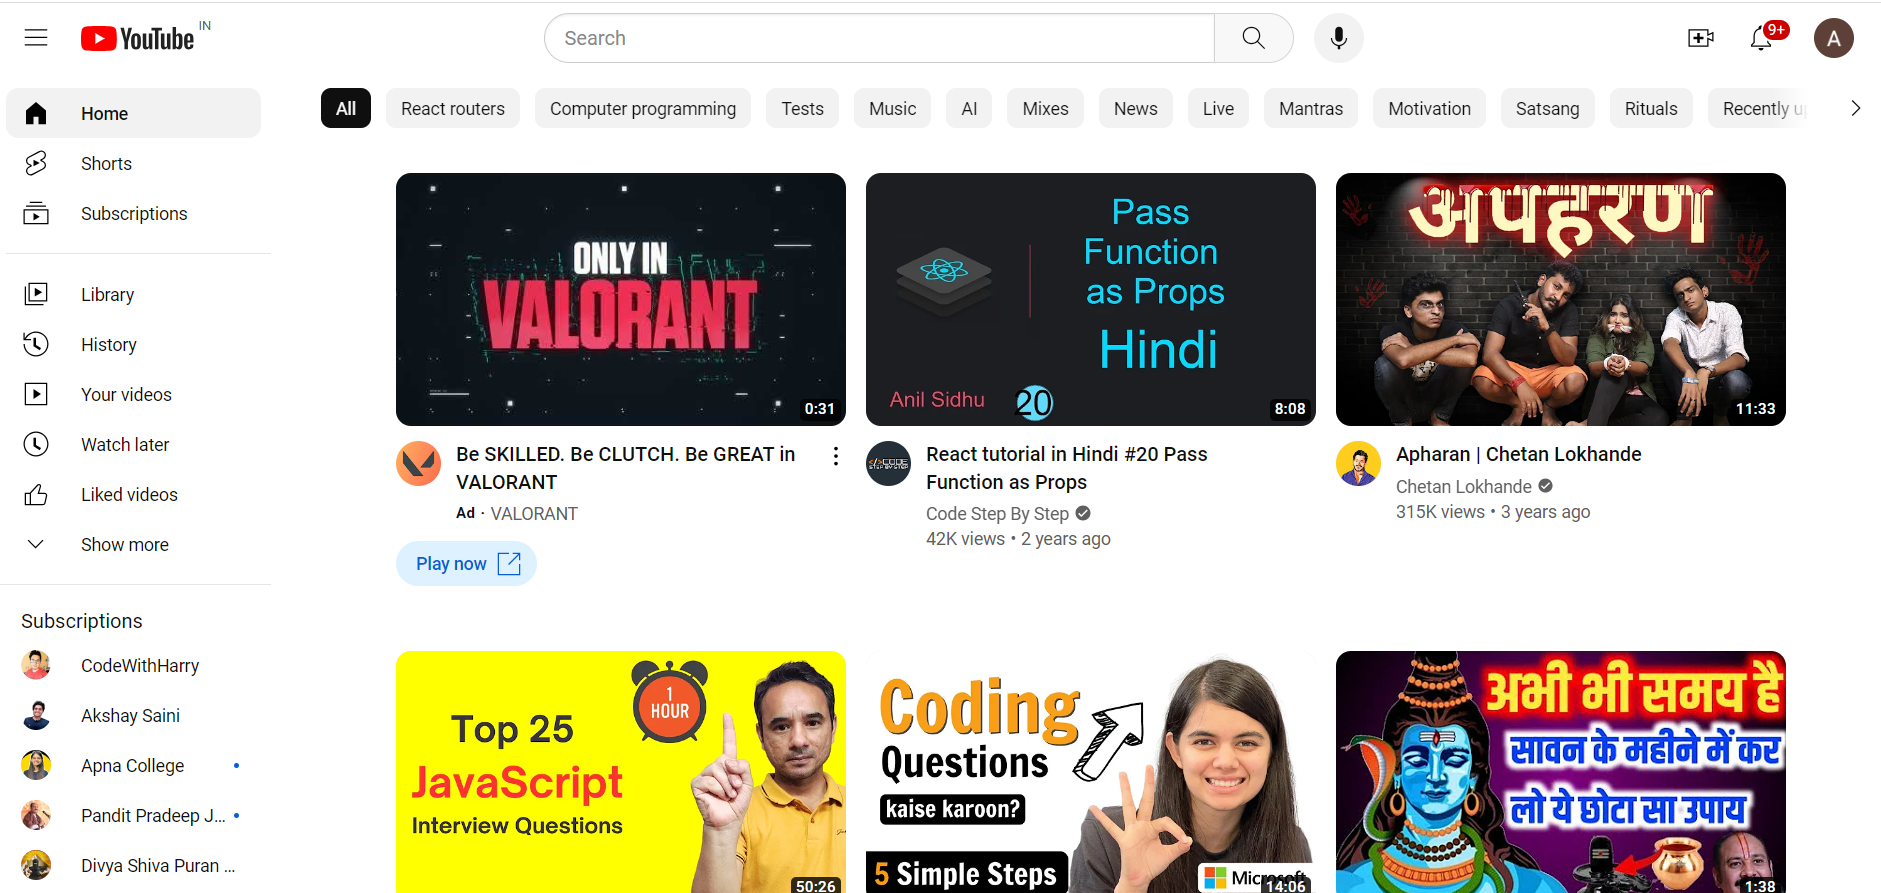 YouTube IN
Search
9+
A
Home
Shorts
Subscriptions
Library
History
Your videos
Watch later
Liked videos
Show more
Subscriptions
CodeWithHarry
Akshay Saini
Apna College
Pandit Pradeep J...
Divya Shiva Puran ...
All React routers Computer programming Tests Music AI Mixes News Live Mantras Motivation Satsang Rituals Recently
ONLY IN
VALORANT
0:31
Be SKILLED. Be CLUTCH. Be GREAT in
VALORANT
Ad · VALORANT
Play now
Pass
Function
as Props
Hindi
Anil Sidhu 20
8:08
</>CODE
STEP BY STEP
React tutorial in Hindi #20 Pass
Function as Props
Code Step By Step
42K views • 2 years ago
अपहरण
11:33
Apharan | Chetan Lokhande
Chetan Lokhande
315K views • 3 years ago
1
HOUR
Top 25
JavaScript
Interview Questions
50:26
Coding
Questions
kaise karoon?
5 Simple Steps
Microsoft
14:06
अभी भी समय है
सावन के महीने में कर
लो ये छोटा सा उपाय
1:38